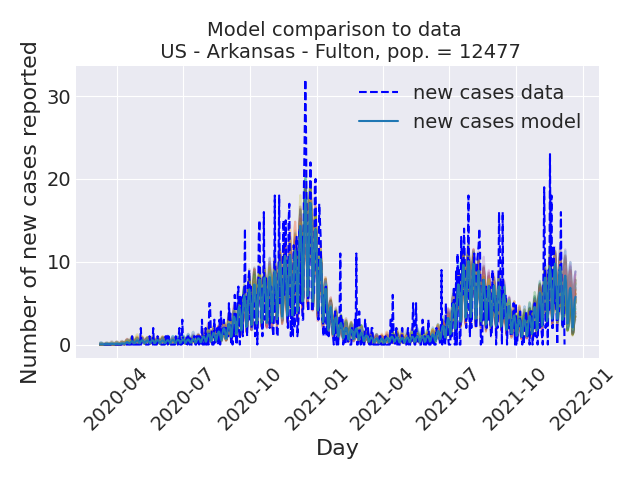 Model comparison to data
US - Arkansas - Fulton, pop. = 12477
Number of new cases reported
30
20
10
0
new cases data
new cases model
2020-04
2020-07
2020-10
2021-01
2021-04
2021-07
2021-10
2022-01
Day